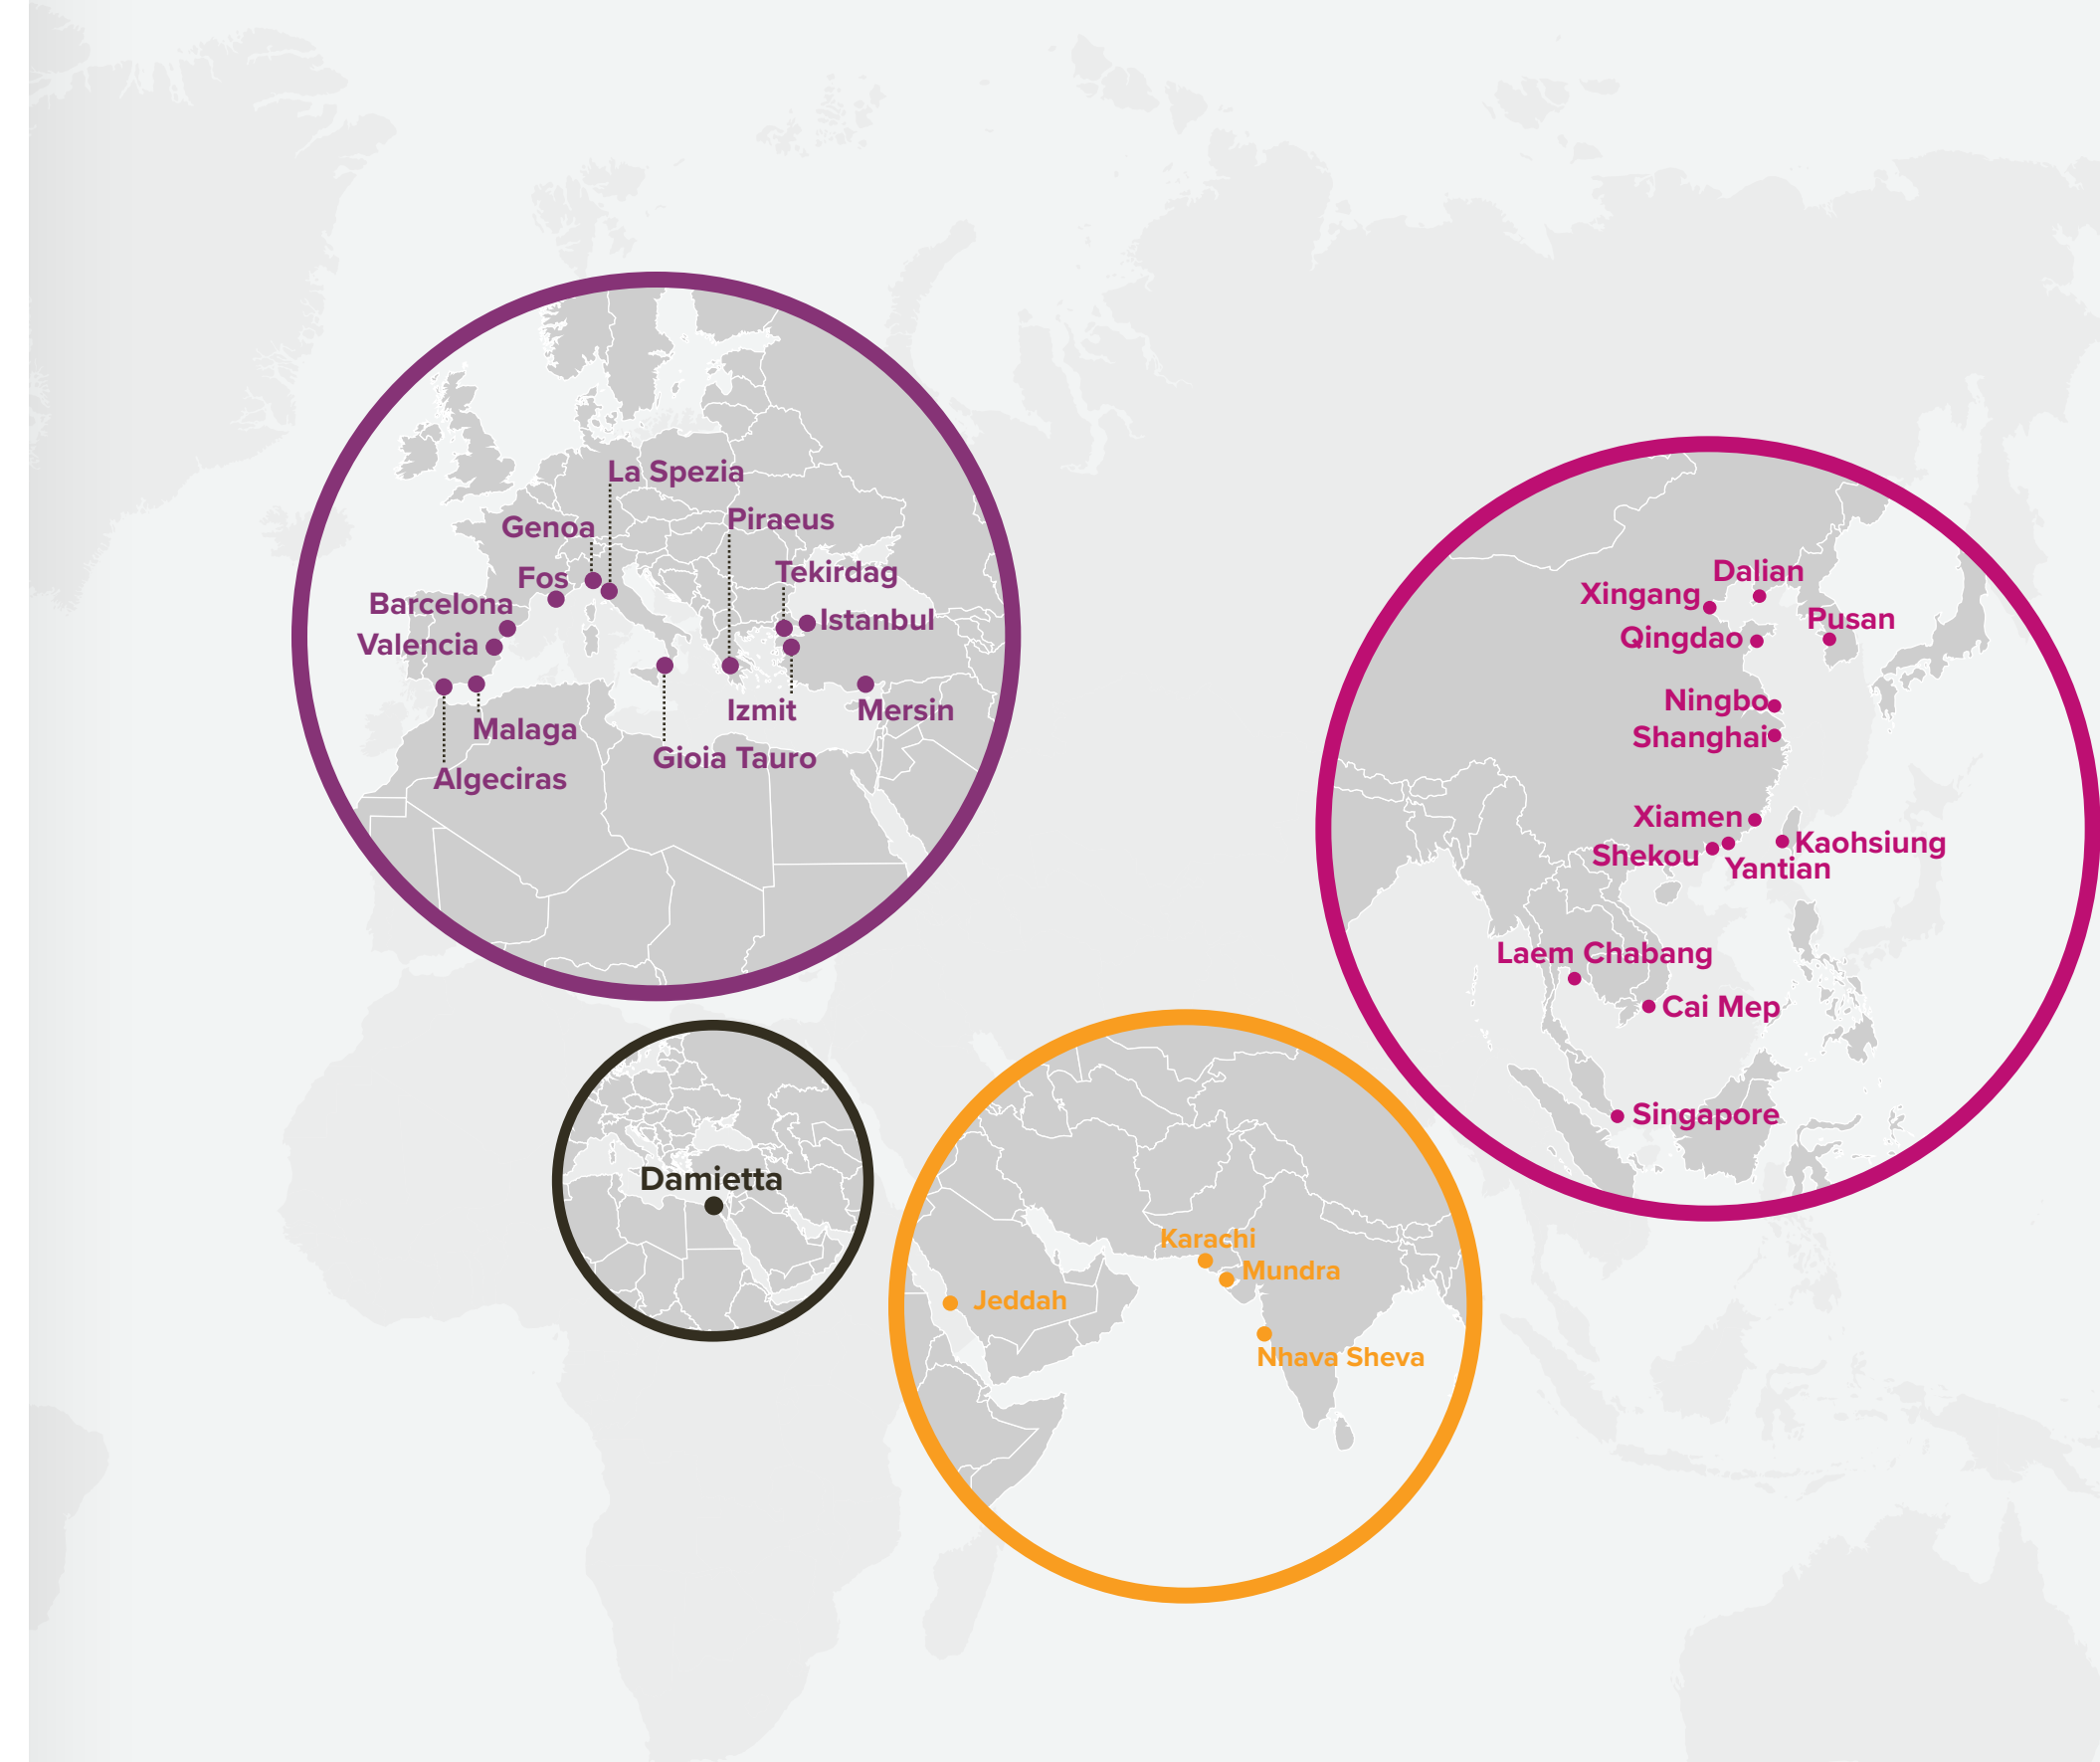 La Spezia
Genoa
Piraeus
Fos
Tekirdag
Barcelona
Istanbul
Valencia
Izmit
Mersin
Malaga
Gioia Tauro
Algeciras
Dalian
Xingang
Pusan
Qingdao
Ningbo
Shanghai
Xiamen
Kaohsiung
Shekou
Yantian
Laem Chabang
Cai Mep
Singapore
Damietta
Karachi
Mundra
Jeddah
Nhava Sheva